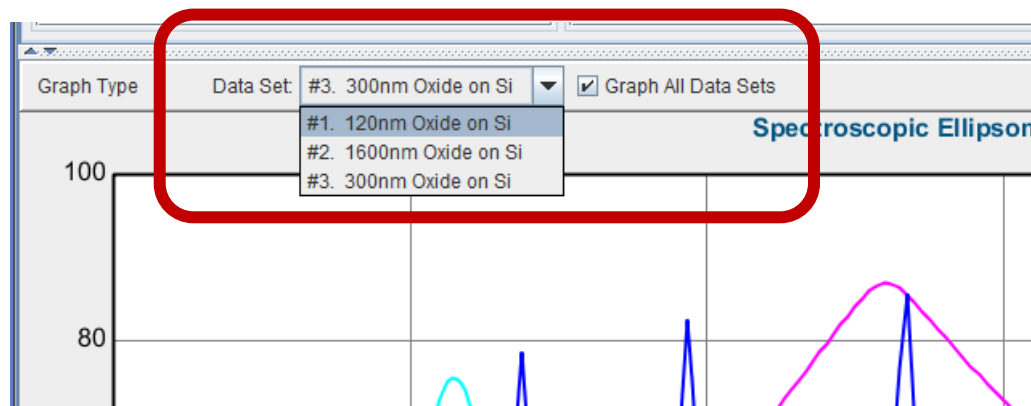 Graph Type Data Set: #3. 300nm Oxide on Si Graph All Data Sets
#1. 120nm Oxide on Si
#2. 1600nm Oxide on Si
#3. 300nm Oxide on Si
Spectroscopic Ellipson
100
80